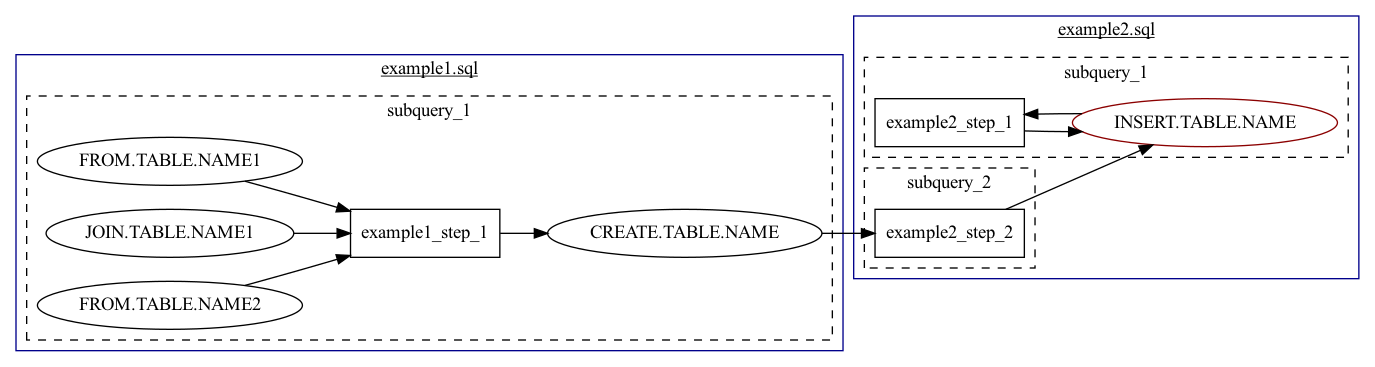 example1.sql
subquery_1
FROM.TABLE.NAME1
JOIN.TABLE.NAME1
FROM.TABLE.NAME2
example1_step_1
CREATE.TABLE.NAME
example2.sql
subquery_1
example2_step_1
INSERT.TABLE.NAME
subquery_2
example2_step_2